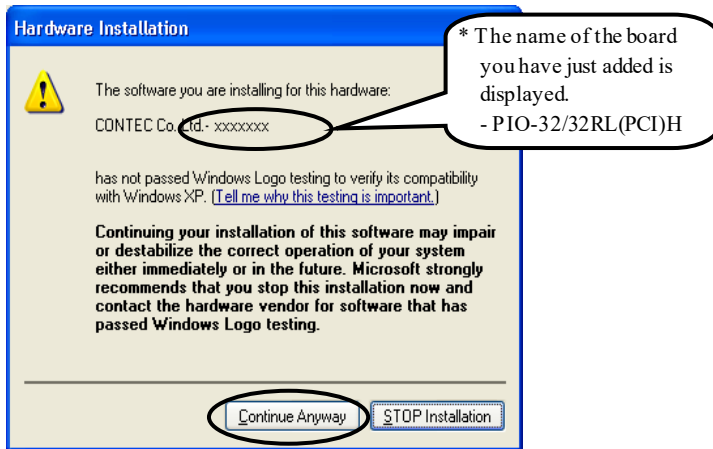 Hardware Installation
* The name of the board
you have just added is
displayed.
- PIO-32/32RL(PCI)H
The software you are installing for this hardware:
CONTEC Co. Ltd.- xxxxxxx
has not passed Windows Logo testing to verify its compatibility
with Windows XP. (Tell me why this testing is important.)
Continuing your installation of this software may impair
or destabilize the correct operation of your system
either immediately or in the future. Microsoft strongly
recommends that you stop this installation now and
contact the hardware vendor for software that has
passed Windows Logo testing.
Continue Anyway
STOP Installation